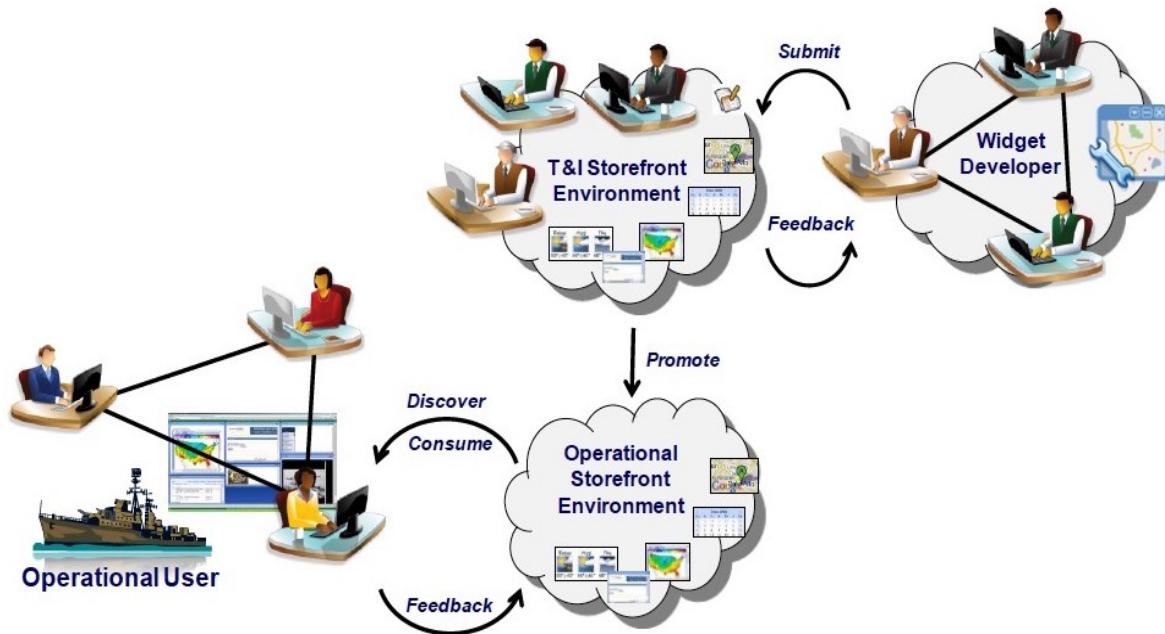 Submit
Widget
Developer
T&I Storefront
Environment
Feedback
Promote
Discover
Consume
Operational
Storefront
Environment
Operational User
Feedback